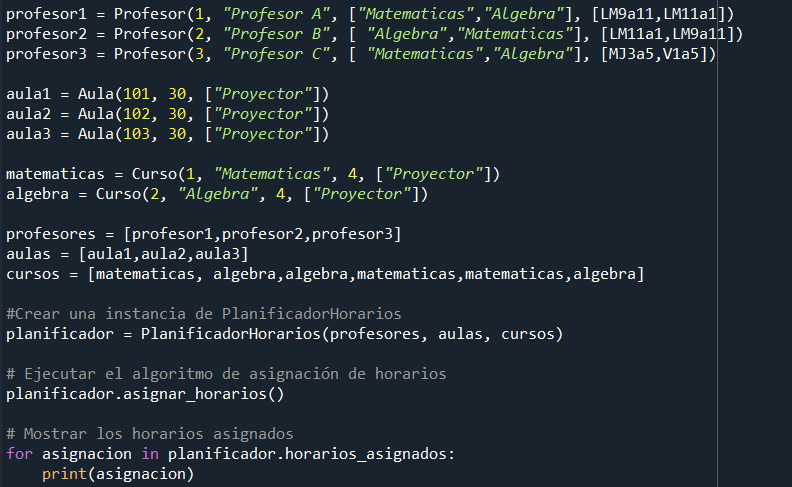 profesor1 = Profesor(1, "Profesor A", ["Matematicas","Algebra"], [LM9a11,LM11a1])
profesor2 = Profesor(2, "Profesor B", [ "Algebra","Matematicas"], [LM11a1,LM9a11])
profesor3 = Profesor(3, "Profesor C", [ "Matematicas","Algebra"], [MJ3a5,V1a5])
aula1 = Aula(101, 30, ["Proyector"])
aula2 = Aula(102, 30, ["Proyector"])
aula3 = Aula(103, 30, ["Proyector"])
matematicas = Curso(1, "Matematicas", 4, ["Proyector"])
algebra = Curso(2, "Algebra", 4, ["Proyector"])
profesores = [profesor1,profesor2,profesor3]
aulas = [aula1,aula2,aula3]
cursos = [matematicas, algebra,algebra,matematicas,matematicas,algebra]
#Crear una instancia de PlanificadorHorarios
planificador = PlanificadorHorarios(profesores, aulas, cursos)
# Ejecutar el algoritmo de asignación de horarios
planificador.asignar_horarios()
# Mostrar los horarios asignados
for asignacion in planificador.horarios_asignados:
    print(asignacion)